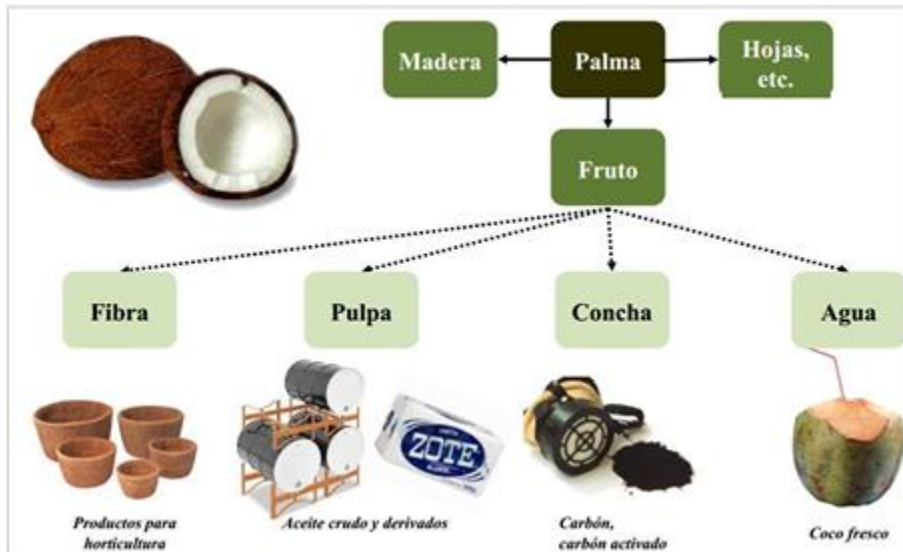 Madera
Palma
Hojas,
etc.
Fruto
Fibra
Pulpa
Concha
Agua
ZOTE
Productos para
horticultura
Aceite crudo y derivados
Carbón,
carbón activado
Coco fresco